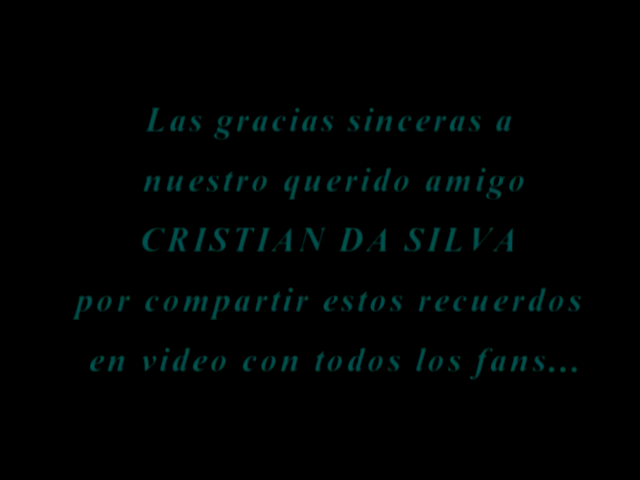 Las gracias sinceras a
nuestro querido amigo
CRISTIAN DA SILVA
por compartir estos recuerdos
en video con todos los fans...